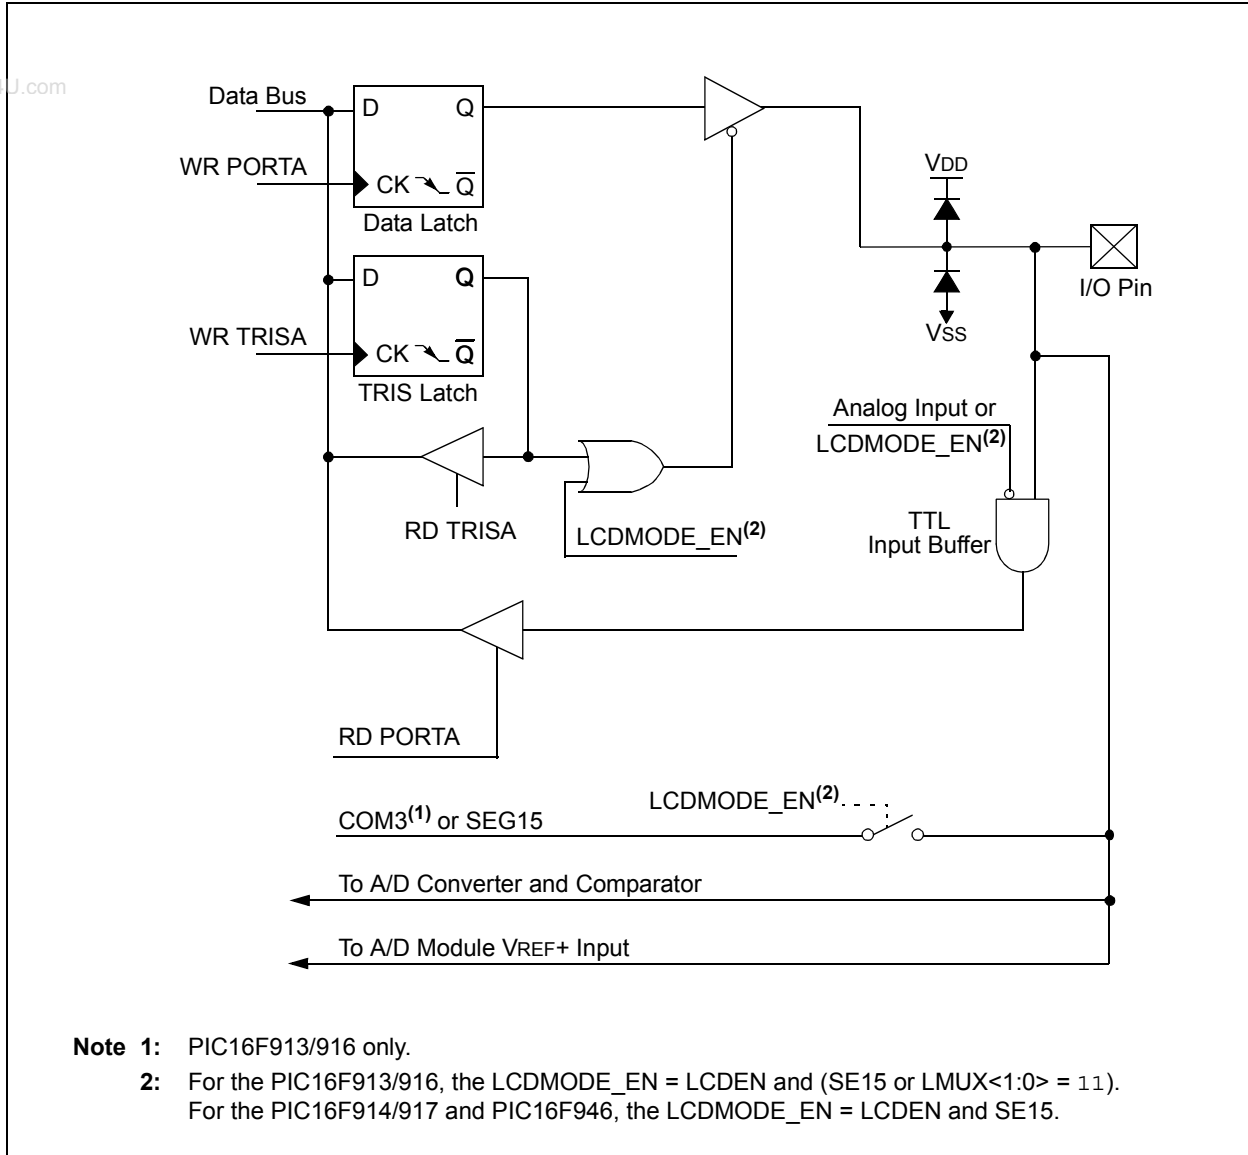 4U.com
Data Bus
D Q
WR PORTA
CK Q̅
Data Latch
VDD
D Q
I/O Pin
WR TRISA
CK Q̅
VSS
TRIS Latch
Analog Input or
LCDMODE_EN(2)
RD TRISA
LCDMODE_EN(2)
TTL
Input Buffer
RD PORTA
LCDMODE_EN(2)
COM3(1) or SEG15
To A/D Converter and Comparator
To A/D Module VREF+ Input
Note 1: PIC16F913/916 only.
2: For the PIC16F913/916, the LCDMODE_EN = LCDEN and (SE15 or LMUX<1:0> = 11).
For the PIC16F914/917 and PIC16F946, the LCDMODE_EN = LCDEN and SE15.